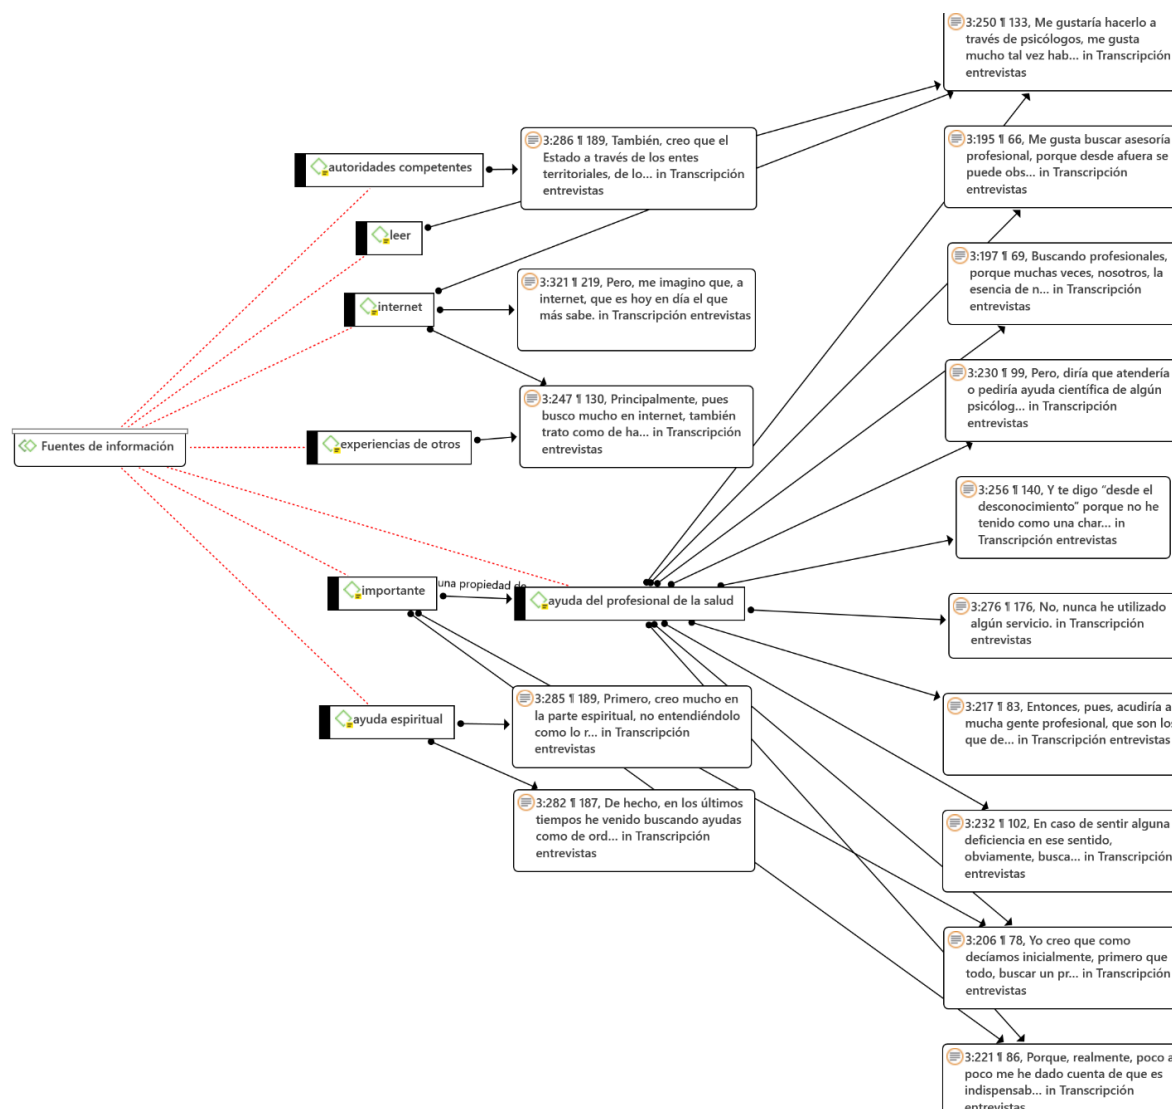 3:250 ¶ 133, Me gustaría hacerlo a
través de psicólogos, me gusta
mucho tal vez hab... in Transcripción
entrevistas
3:286 ¶ 189, También, creo que el
Estado a través de los entes
territoriales, de lo... in Transcripción
entrevistas
3:195 ¶ 66, Me gusta buscar asesoría
profesional, porque desde afuera se
puede obs... in Transcripción
entrevistas
autoridades competentes
leer
3:197 ¶ 69, Buscando profesionales,
porque muchas veces, nosotros, la
esencia de n... in Transcripción
entrevistas
internet
3:321 ¶ 219, Pero, me imagino que, a
internet, que es hoy en día el que
más sabe. in Transcripción entrevistas
3:230 ¶ 99, Pero, diría que atendería
o pediría ayuda científica de algún
psicólog... in Transcripción
entrevistas
3:247 ¶ 130, Principalmente, pues
busco mucho en internet, también
trato como de ha... in Transcripción
entrevistas
Fuentes de información
experiencias de otros
3:256 ¶ 140, Y te digo “desde el
desconocimiento” porque no he
tenido como una char... in
Transcripción entrevistas
importante
una propiedad de
ayuda del profesional de la salud
3:276 ¶ 176, No, nunca he utilizado
algún servicio. in Transcripción
entrevistas
3:285 ¶ 189, Primero, creo mucho en
la parte espiritual, no entendiéndolo
como lo r... in Transcripción
entrevistas
3:217 ¶ 83, Entonces, pues, acudiría a
mucha gente profesional, que son los
que de... in Transcripción entrevistas
ayuda espiritual
3:282 ¶ 187, De hecho, en los últimos
tiempos he venido buscando ayudas
como de ord... in Transcripción
entrevistas
3:232 ¶ 102, En caso de sentir alguna
deficiencia en ese sentido,
obviamente, busca... in Transcripción
entrevistas
3:206 ¶ 78, Yo creo que como
decíamos inicialmente, primero que
todo, buscar un pr... in Transcripción
entrevistas
3:221 ¶ 86, Porque, realmente, poco a
poco me he dado cuenta de que es
indispensab... in Transcripción
entrevistas